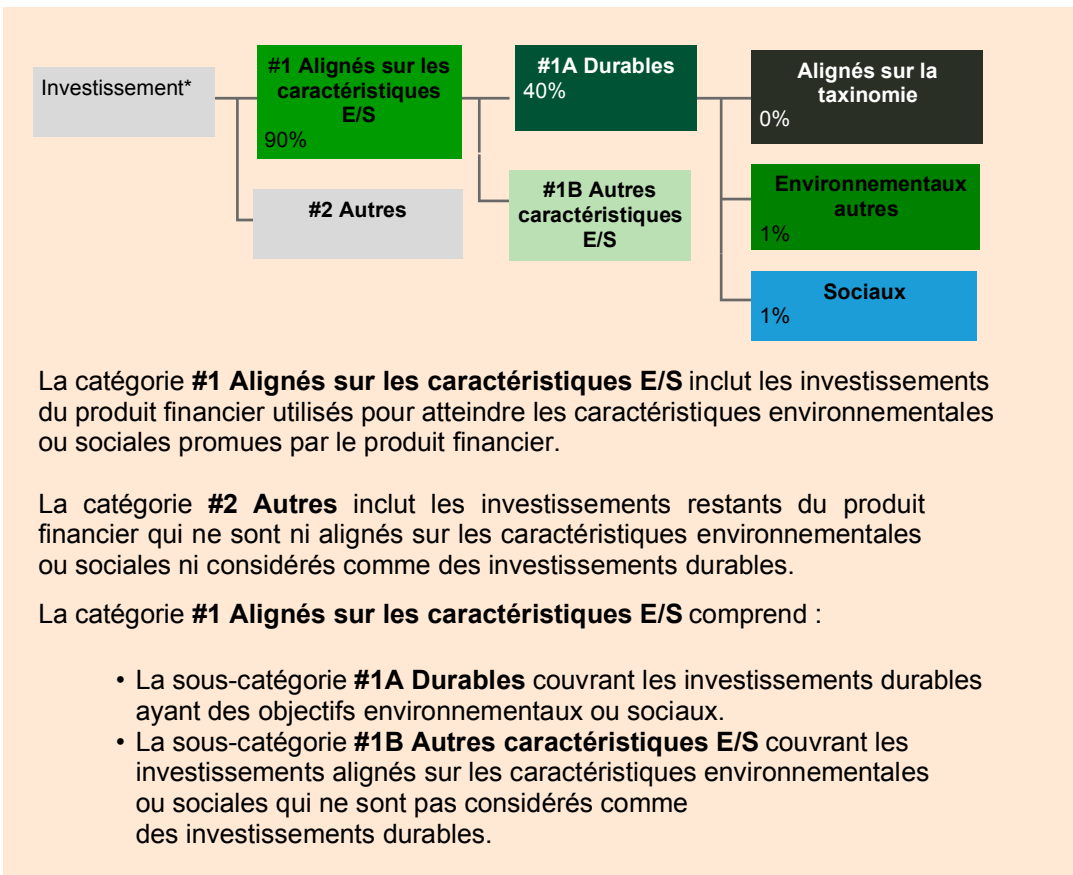 Investissement*
#1 Alignés sur les
caractéristiques
E/S
90%
#2 Autres
#1A Durables
40%
#1B Autres
caractéristiques
E/S
Alignés sur la
taxinomie
0%
Environnementaux
autres
1%
Sociaux
1%
La catégorie #1 Alignés sur les caractéristiques E/S inclut les investissements
du produit financier utilisés pour atteindre les caractéristiques environnementales
ou sociales promues par le produit financier.
La catégorie #2 Autres inclut les investissements restants du produit
financier qui ne sont ni alignés sur les caractéristiques environnementales
ou sociales ni considérés comme des investissements durables.
La catégorie #1 Alignés sur les caractéristiques E/S comprend :
• La sous-catégorie #1A Durables couvrant les investissements durables
ayant des objectifs environnementaux ou sociaux.
• La sous-catégorie #1B Autres caractéristiques E/S couvrant les
investissements alignés sur les caractéristiques environnementales
ou sociales qui ne sont pas considérés comme
des investissements durables.